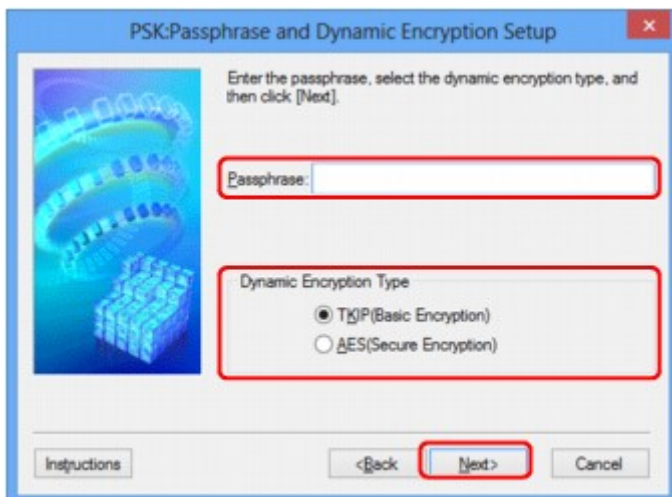 PSK:Passphrase and Dynamic Encryption Setup
Enter the passphrase, select the dynamic encryption type, and
then click [Next].
Passphrase:
Dynamic Encryption Type
TKIP(Basic Encryption)
AES(Secure Encryption)
Instructions
<Back
Next>
Cancel